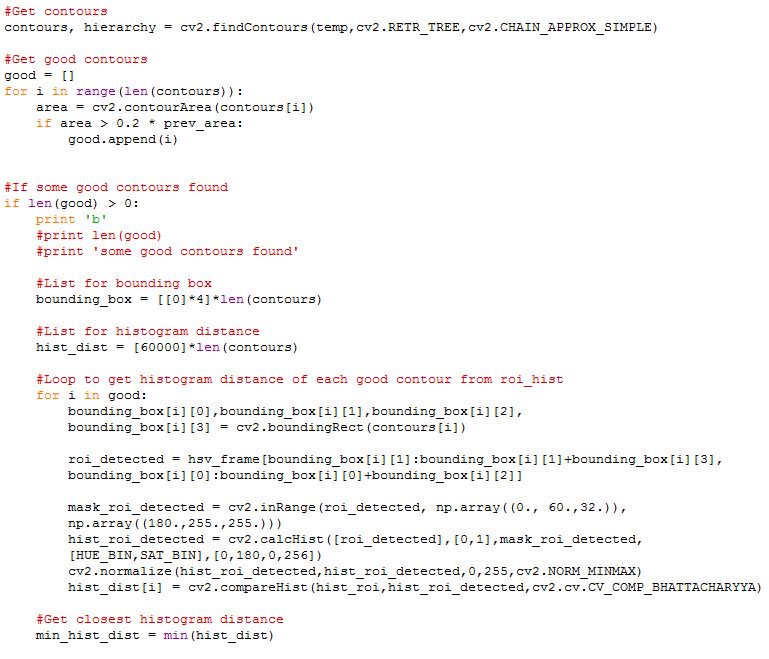 #Get contours
contours, hierarchy = cv2.findContours(temp,cv2.RETR_TREE,cv2.CHAIN_APPROX_SIMPLE)
#Get good contours
good = []
for i in range(len(contours)):
    area = cv2.contourArea(contours[i])
    if area > 0.2 * prev_area:
        good.append(i)
#If some good contours found
if len(good) > 0:
    print 'b'
    #print len(good)
    #print 'some good contours found'
    #List for bounding box
    bounding_box = [[0]*4]*len(contours)
    #List for histogram distance
    hist_dist = [60000]*len(contours)
    #Loop to get histogram distance of each good contour from roi_hist
    for i in good:
        bounding_box[i][0],bounding_box[i][1],bounding_box[i][2],
        bounding_box[i][3] = cv2.boundingRect(contours[i])
        roi_detected = hsv_frame[bounding_box[i][1]:bounding_box[i][1]+bounding_box[i][3],
        bounding_box[i][0]:bounding_box[i][0]+bounding_box[i][2]]
        mask_roi_detected = cv2.inRange(roi_detected, np.array((0., 60.,32.)),
        np.array((180.,255.,255.)))
        hist_roi_detected = cv2.calcHist([roi_detected],[0,1],mask_roi_detected,
        [HUE_BIN,SAT_BIN],[0,180,0,256])
        cv2.normalize(hist_roi_detected,hist_roi_detected,0,255,cv2.NORM_MINMAX)
        hist_dist[i] = cv2.compareHist(hist_roi,hist_roi_detected,cv2.cv.CV_COMP_BHATTACHARYYA)
    #Get closest histogram distance
    min_hist_dist = min(hist_dist)